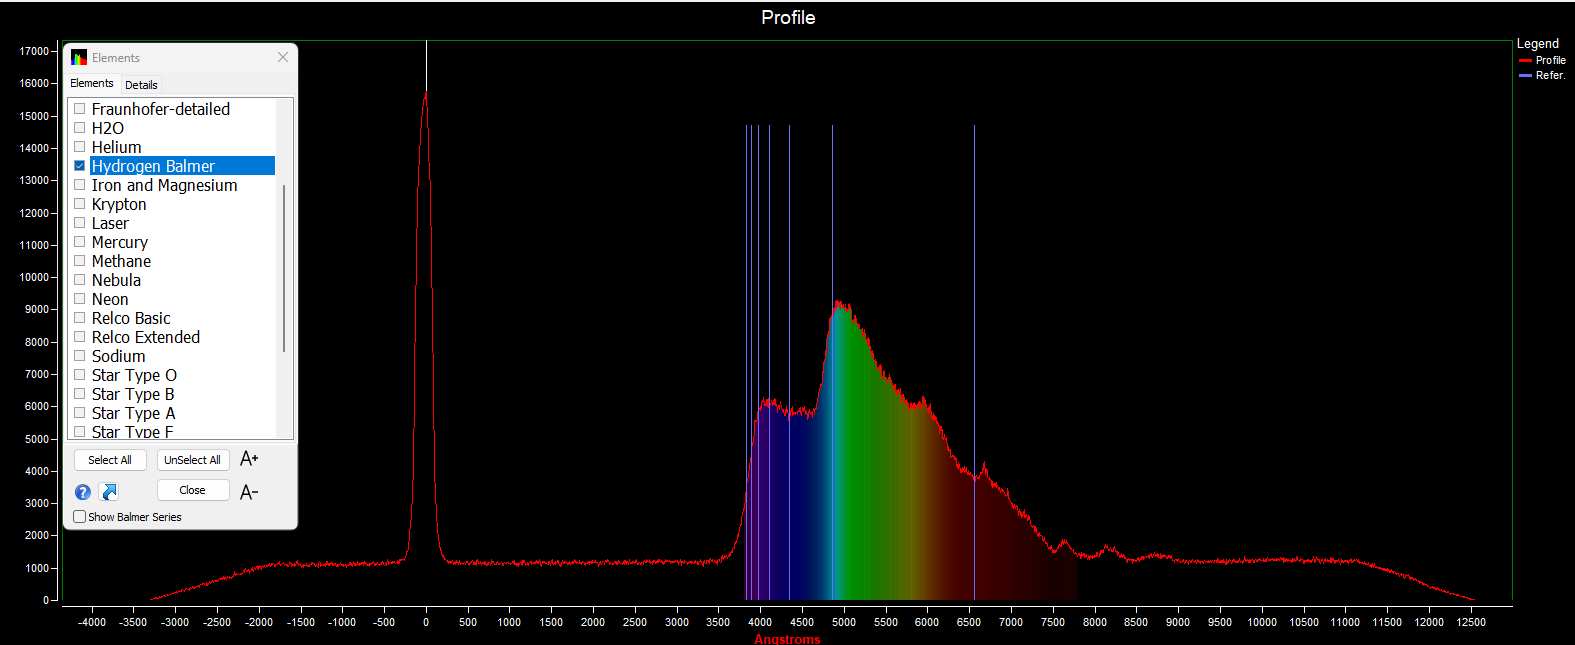 Profile
Legend
Profile
Refer.
17000
16000
15000
14000
13000
12000
11000
10000
9000
8000
7000
6000
5000
4000
3000
2000
1000
0
Elements
Elements Details
Fraunhofer-detailed
H2O
Helium
Hydrogen Balmer
Iron and Magnesium
Krypton
Laser
Mercury
Methane
Nebula
Neon
Relco Basic
Relco Extended
Sodium
Star Type O
Star Type B
Star Type A
Star Type F
Select All UnSelect All A+
? Close A-
Show Balmer Series
-4000 -3500 -3000 -2500 -2000 -1500 -1000 -500 0 500 1000 1500 2000 2500 3000 3500 4000 4500 5000 5500 6000 6500 7000 7500 8000 8500 9000 9500 10000 10500 11000 11500 12000 12500
Angstroms